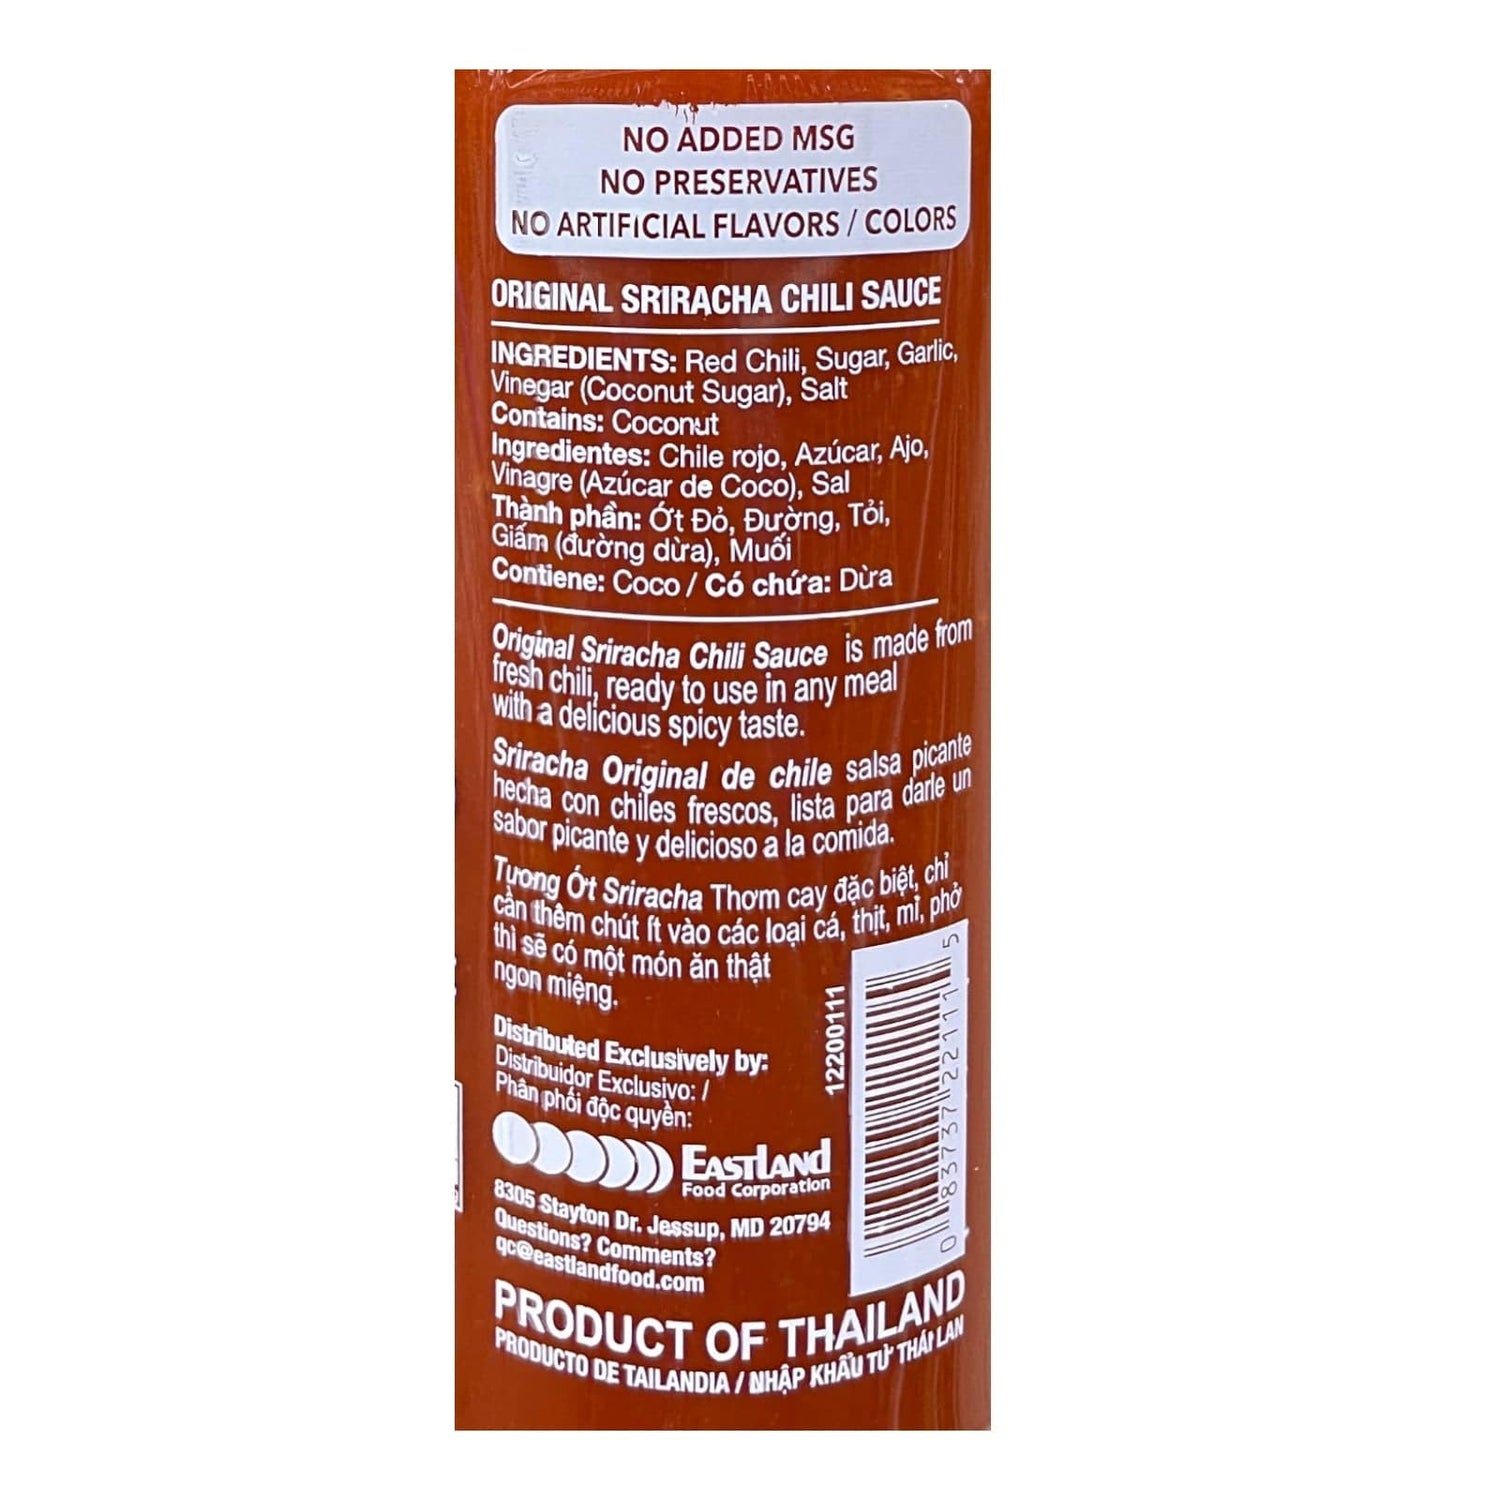 NO ADDED MSG
NO PRESERVATIVES
NO ARTIFICIAL FLAVORS / COLORS
ORIGINAL SRIRACHA CHILI SAUCE
INGREDIENTS: Red Chili, Sugar, Garlic,
Vinegar (Coconut Sugar), Salt
Contains: Coconut
Ingredientes: Chile rojo, Azúcar, Ajo,
Vinagre (Azúcar de Coco), Sal
Thành phần: Ớt Đỏ, Đường, Tỏi,
Giấm (đường dừa), Muối
Contiene: Coco / Có chứa: Dừa
Original Sriracha Chili Sauce is made from
fresh chili, ready to use in any meal
with a delicious spicy taste.
Sriracha Original de chile salsa picante
hecha con chiles frescos, lista para darle un
sabor picante y delicioso a la comida.
Tương Ớt Sriracha Thơm cay đặc biệt, chỉ
cần thêm chút ít vào các loại cá, thịt, mì, phở
thì sẽ có một món ăn thật
ngon miệng.
Distributed Exclusively by:
Distribuidor Exclusivo: /
Phân phối độc quyền:
EASTLAND
Food Corporation
8305 Stayton Dr. Jessup, MD 20794
Questions? Comments?
qc@eastlandfood.com
12200111
0 83737 22111 5
PRODUCT OF THAILAND
PRODUCTO DE TAILANDIA / NHẬP KHẨU TỪ THÁI LAN